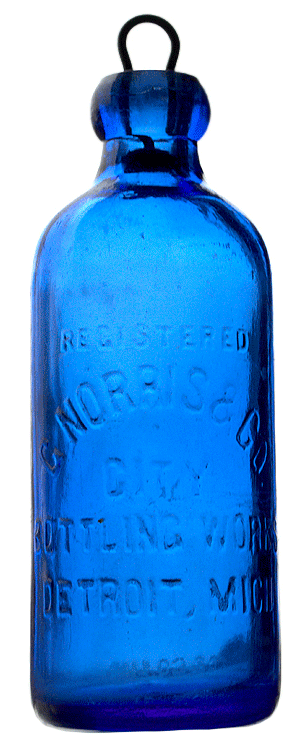 REGISTERED
C. NORRIS & CO
CITY
BOTTLING WORKS
DETROIT, MICH